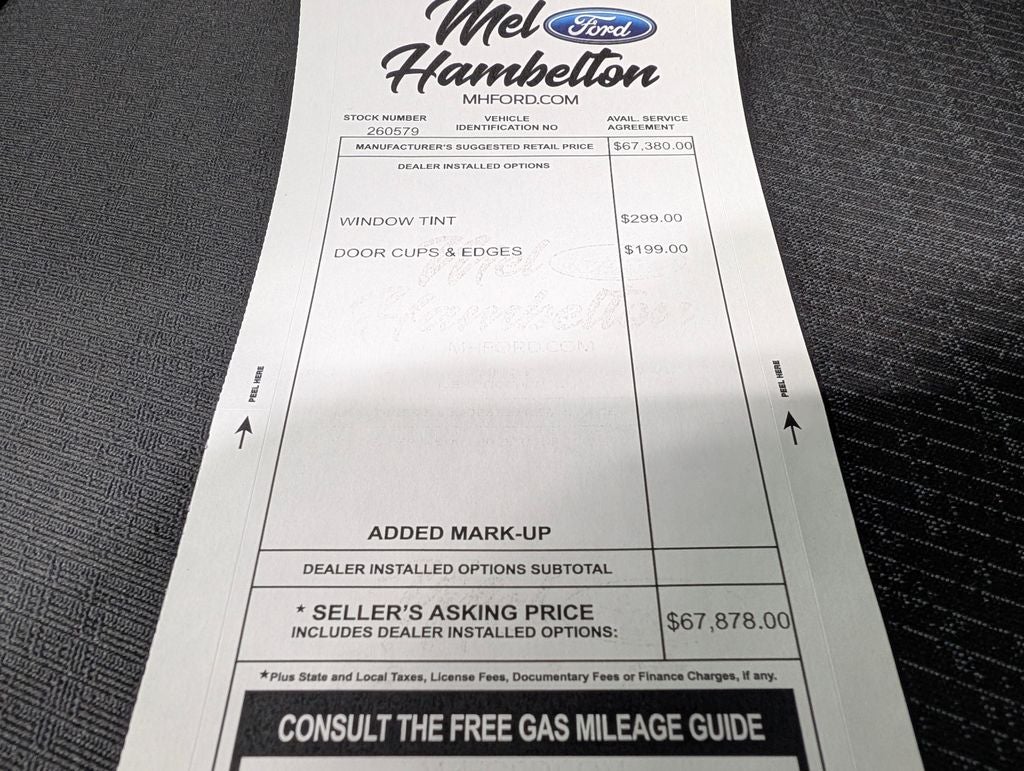 Mel Ford
Hambelton
MHFORD.COM
STOCK NUMBER
260579
VEHICLE
IDENTIFICATION NO
AVAIL. SERVICE
AGREEMENT
MANUFACTURER'S SUGGESTED RETAIL PRICE $67,380.00
DEALER INSTALLED OPTIONS
WINDOW TINT $299.00
DOOR CUPS & EDGES $199.00
PEEL HERE
PEEL HERE
ADDED MARK-UP
DEALER INSTALLED OPTIONS SUBTOTAL
* SELLER'S ASKING PRICE
INCLUDES DEALER INSTALLED OPTIONS: $67,878.00
*Plus State and Local Taxes, License Fees, Documentary Fees or Finance Charges, if any.
CONSULT THE FREE GAS MILEAGE GUIDE